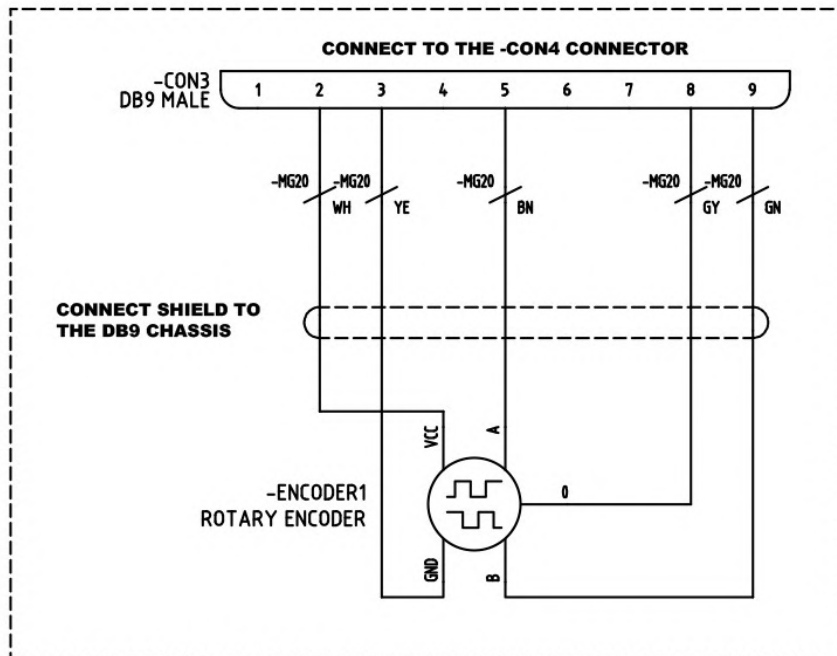 CONNECT TO THE -CON4 CONNECTOR
-CON3
DB9 MALE
1 2 3 4 5 6 7 8 9
-MG20 -MG20 -MG20 -MG20 -MG20
WH YE BN GY GN
CONNECT SHIELD TO
THE DB9 CHASSIS
VCC A
-ENCODER1
ROTARY ENCODER
0
GND B